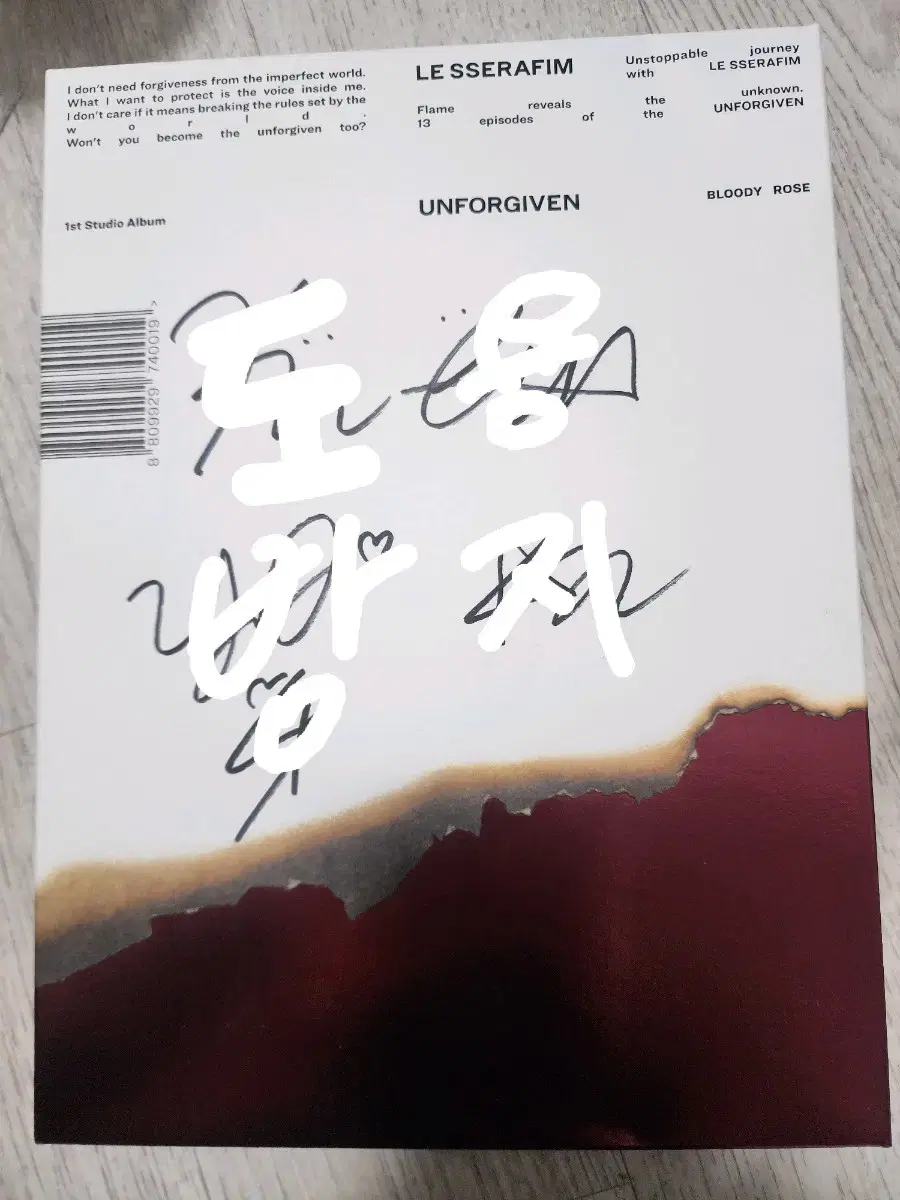 I don't need forgiveness from the imperfect world.
What I want to protect is the voice inside me.
I don't care if it means breaking the rules set by the
w o r l d .
Won't you become the unforgiven too?
LE SSERAFIM
Flame reveals the unknown.
13 episodes of the UNFORGIVEN
Unstoppable journey
with LE SSERAFIM
1st Studio Album
UNFORGIVEN
BLOODY ROSE
8 809929 740019 >
도용
방지